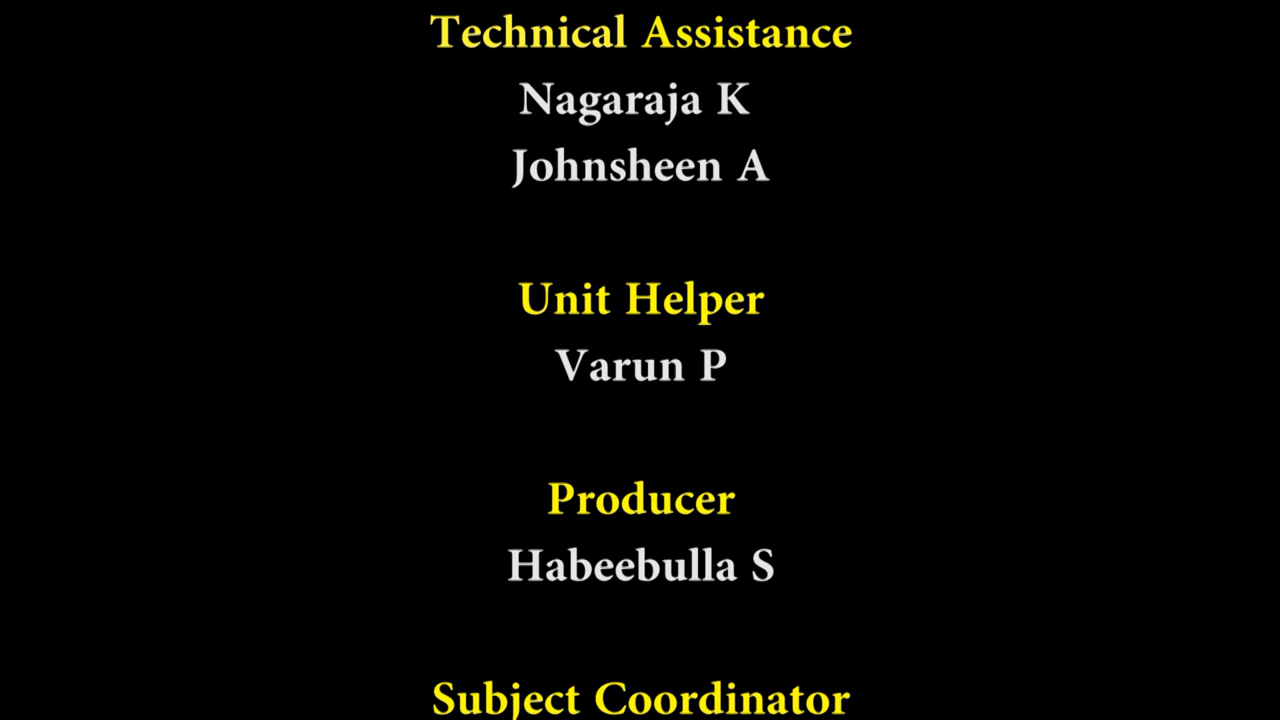 Technical Assistance
Nagaraja K
Johnsheen A
Unit Helper
Varun P
Producer
Habeebulla S
Subject Coordinator